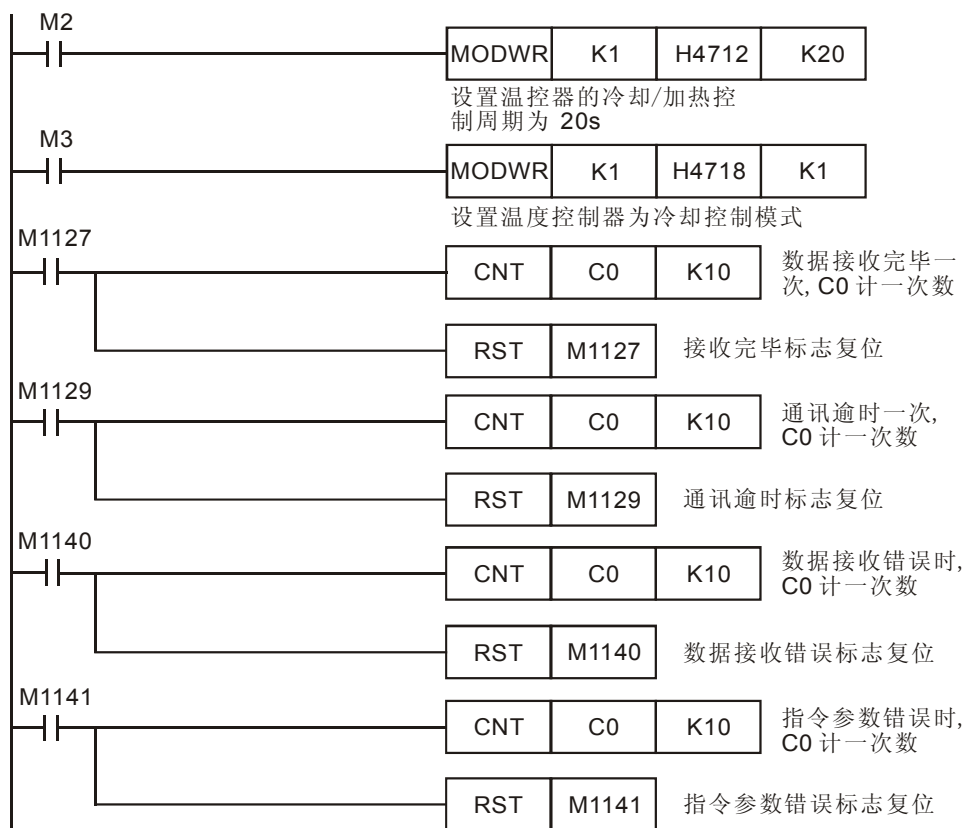 M2
MODWR K1 H4712 K20
设置温控器的冷却/加热控
制周期为 20s
M3
MODWR K1 H4718 K1
设置温度控制器为冷却控制模式
M1127
CNT C0 K10
数据接收完毕一
次, C0 计一次数
RST M1127
接收完毕标志复位
M1129
CNT C0 K10
通讯逾时一次,
C0 计一次数
RST M1129
通讯逾时标志复位
M1140
CNT C0 K10
数据接收错误时,
C0 计一次数
RST M1140
数据接收错误标志复位
M1141
CNT C0 K10
指令参数错误时,
C0 计一次数
RST M1141
指令参数错误标志复位